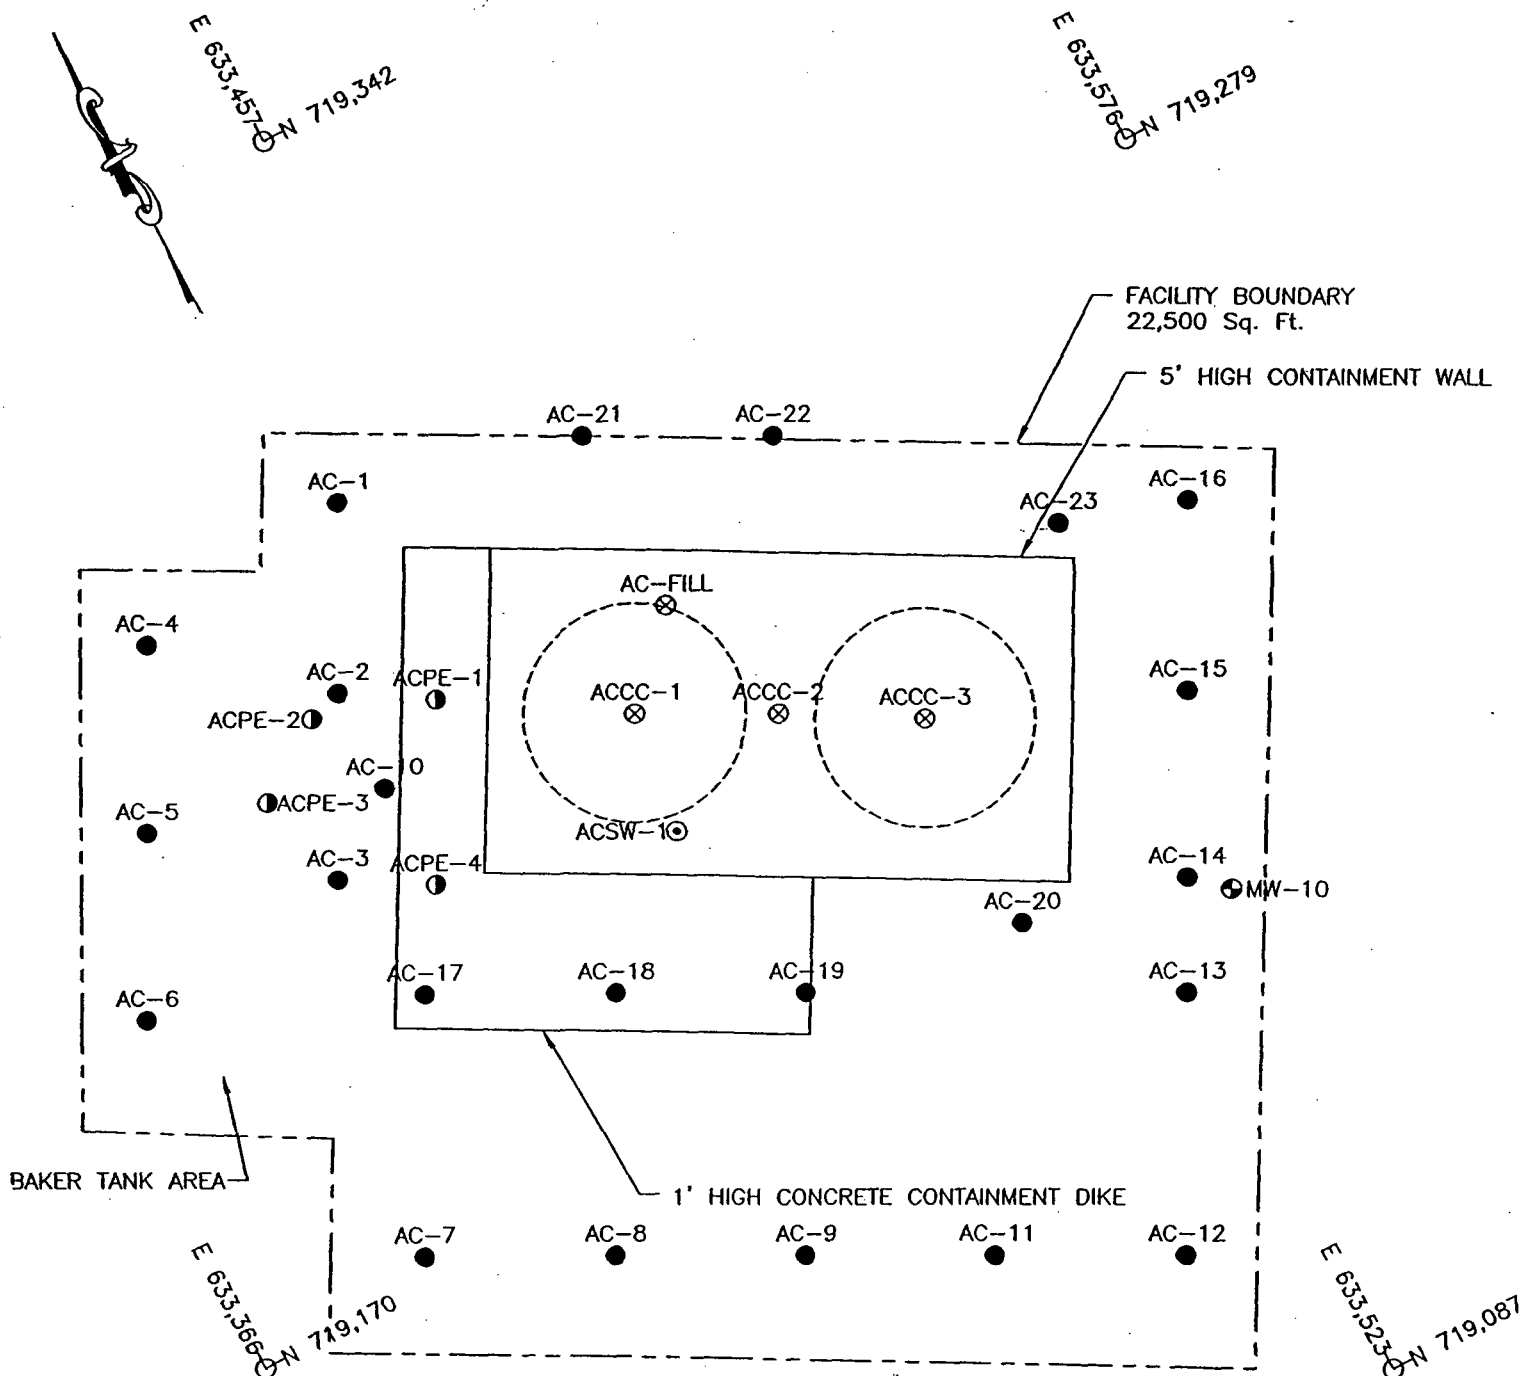 E 633,457
N 719,342
E 633,576
N 719,279
FACILITY BOUNDARY
22,500 Sq. Ft.
5' HIGH CONTAINMENT WALL
AC-21
AC-22
AC-1
AC-23
AC-16
AC-FILL
AC-4
AC-2
ACPE-1
ACCC-1
ACCC-2
ACCC-3
AC-15
ACPE-2
AC-10
ACPE-3
AC-5
ACSW-1
AC-3
ACPE-4
AC-14
MW-10
AC-20
AC-17
AC-18
AC-19
AC-13
AC-6
BAKER TANK AREA
1' HIGH CONCRETE CONTAINMENT DIKE
AC-7
AC-8
AC-9
AC-11
AC-12
E 633,366
N 719,170
E 633,523
N 719,087